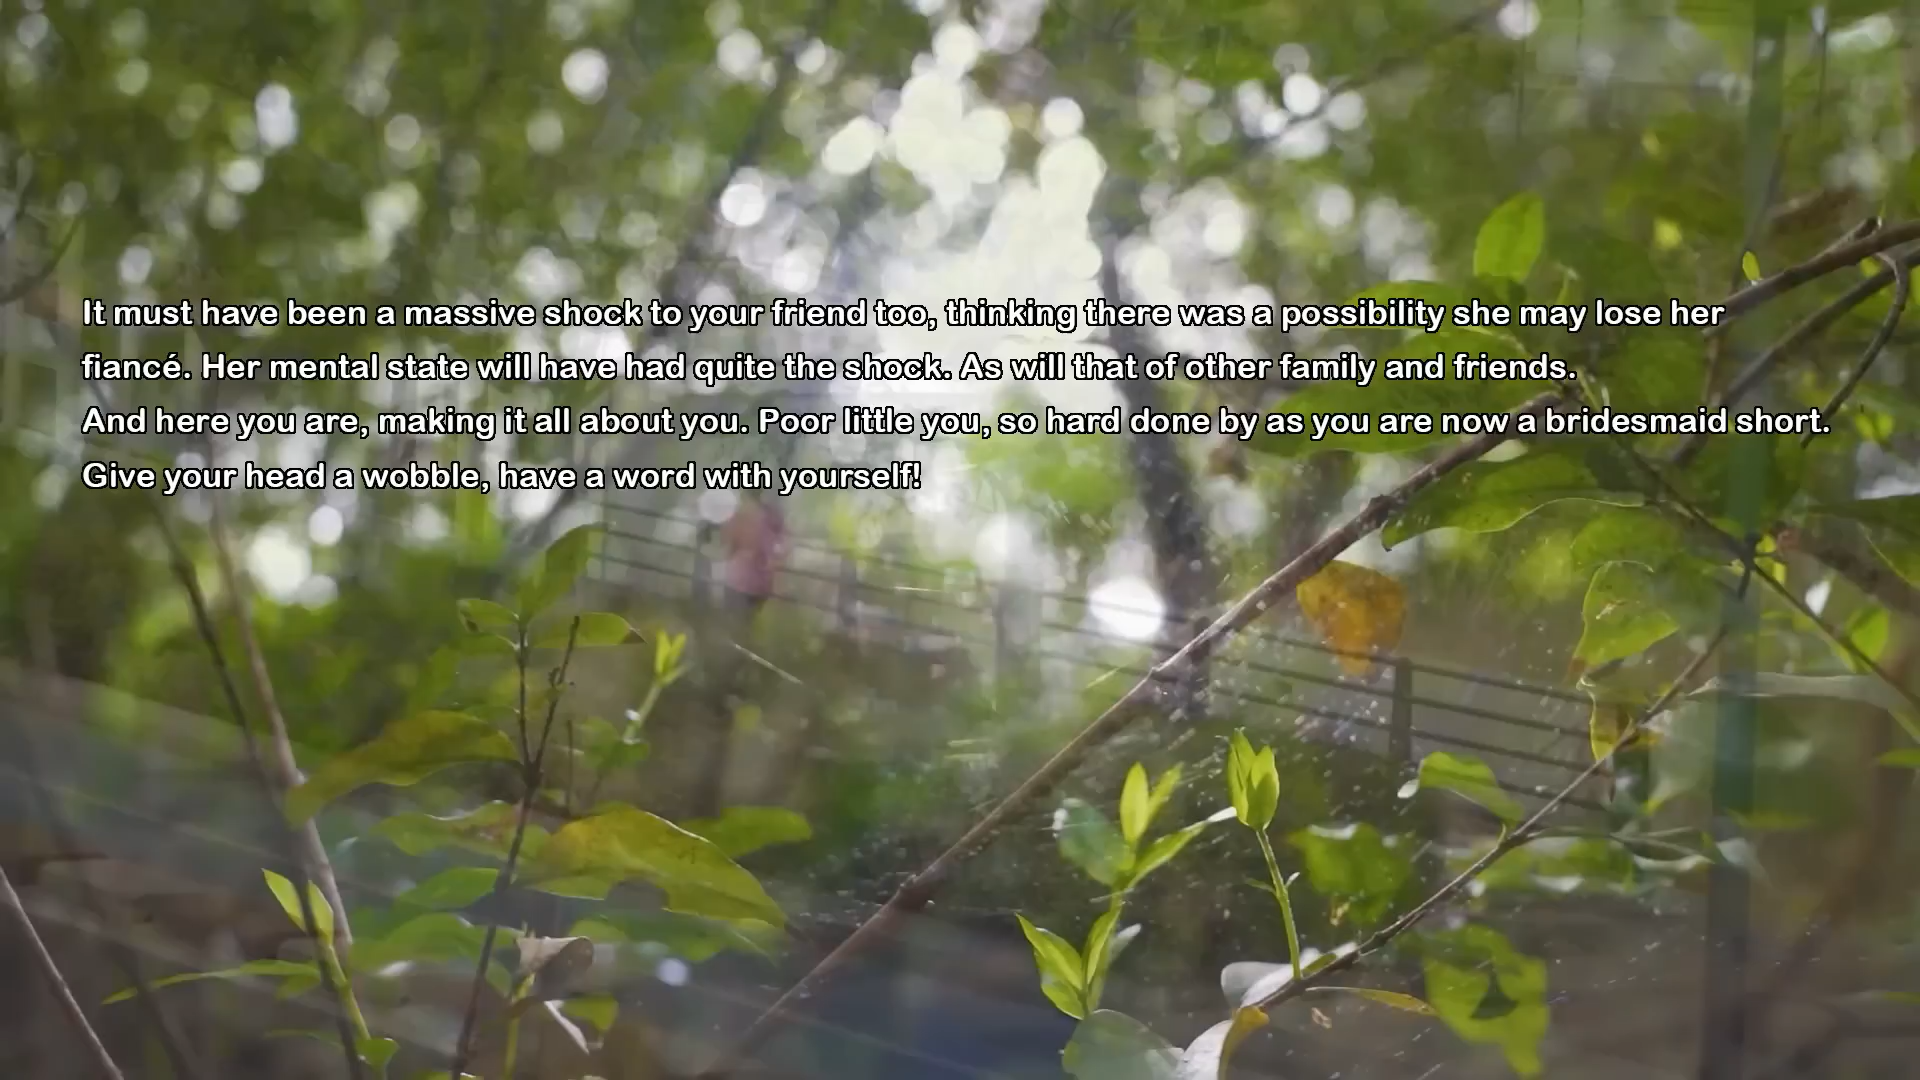 It must have been a massive shock to your friend too, thinking there was a possibility she may lose her
fiancé. Her mental state will have had quite the shock. As will that of other family and friends.
And here you are, making it all about you. Poor little you, so hard done by as you are now a bridesmaid short.
Give your head a wobble, have a word with yourself!